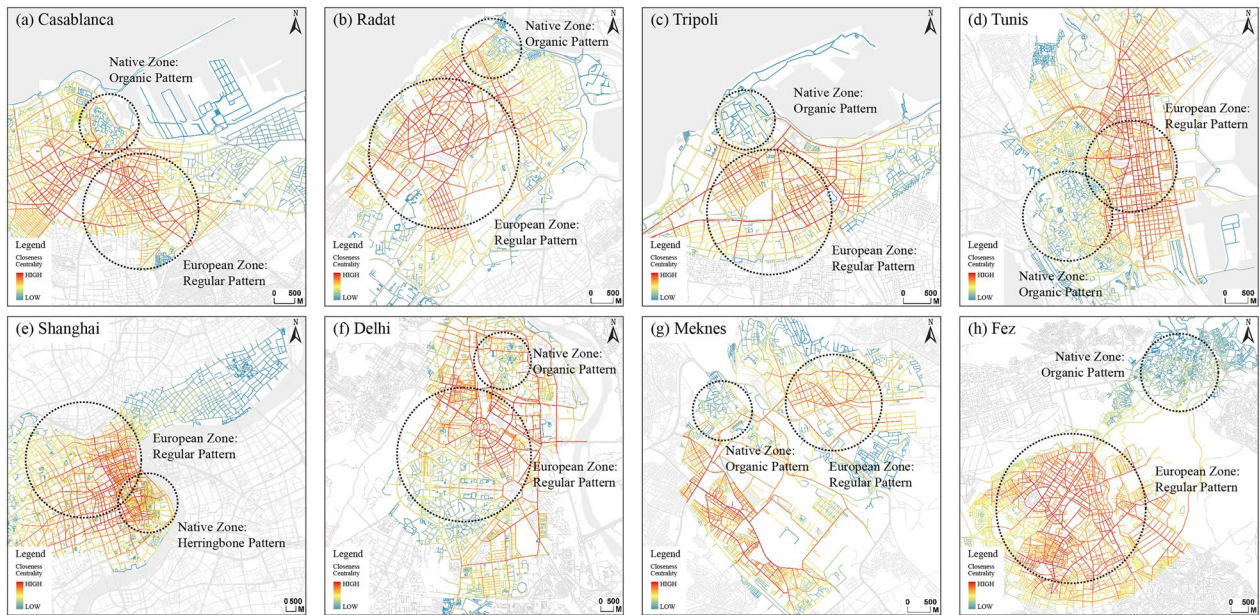 (a) Casablanca
N
Native Zone:
Organic Pattern
European Zone:
Regular Pattern
Legend
Closeness
Centrality
HIGH
LOW
0 500
M
(b) Radat
N
Native Zone:
Organic Pattern
European Zone:
Regular Pattern
Legend
Closeness
Centrality
HIGH
LOW
0 500
M
(c) Tripoli
N
Native Zone:
Organic Pattern
European Zone:
Regular Pattern
Legend
Closeness
Centrality
HIGH
LOW
0 500
M
(d) Tunis
N
European Zone:
Regular Pattern
Native Zone:
Organic Pattern
Legend
Closeness
Centrality
HIGH
LOW
0 500
M
(e) Shanghai
N
European Zone:
Regular Pattern
Native Zone:
Herringbone Pattern
Legend
Closeness
Centrality
HIGH
LOW
0 500
M
(f) Delhi
N
Native Zone:
Organic Pattern
European Zone:
Regular Pattern
Legend
Closeness
Centrality
HIGH
LOW
0 500
M
(g) Meknes
N
Native Zone:
Organic Pattern
European Zone:
Regular Pattern
Legend
Closeness
Centrality
HIGH
LOW
0 500
M
(h) Fez
N
Native Zone:
Organic Pattern
European Zone:
Regular Pattern
Legend
Closeness
Centrality
HIGH
LOW
0 500
M